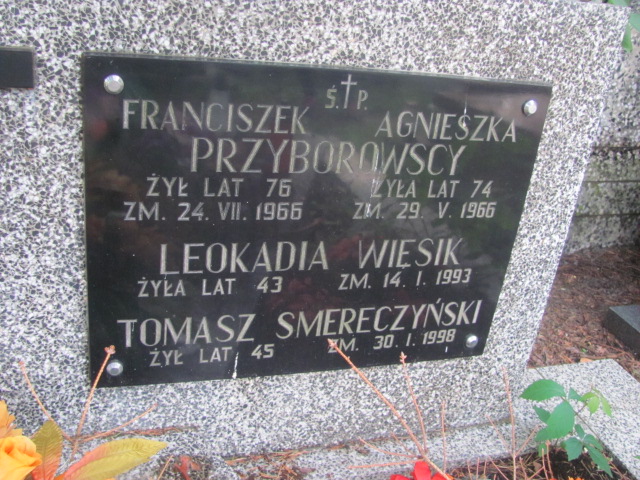 Ś. † P.
FRANCISZEK AGNIESZKA
PRZYBOROWSCY
ŻYŁ LAT 76 ŻYŁA LAT 74
ZM. 24. VII. 1966 ZM. 29. V. 1966
LEOKADIA WIĘSIK
ŻYŁA LAT 43 ZM. 14. I. 1993
TOMASZ SMERECZYŃSKI
ŻYŁ LAT 45 ZM. 30. I. 1998